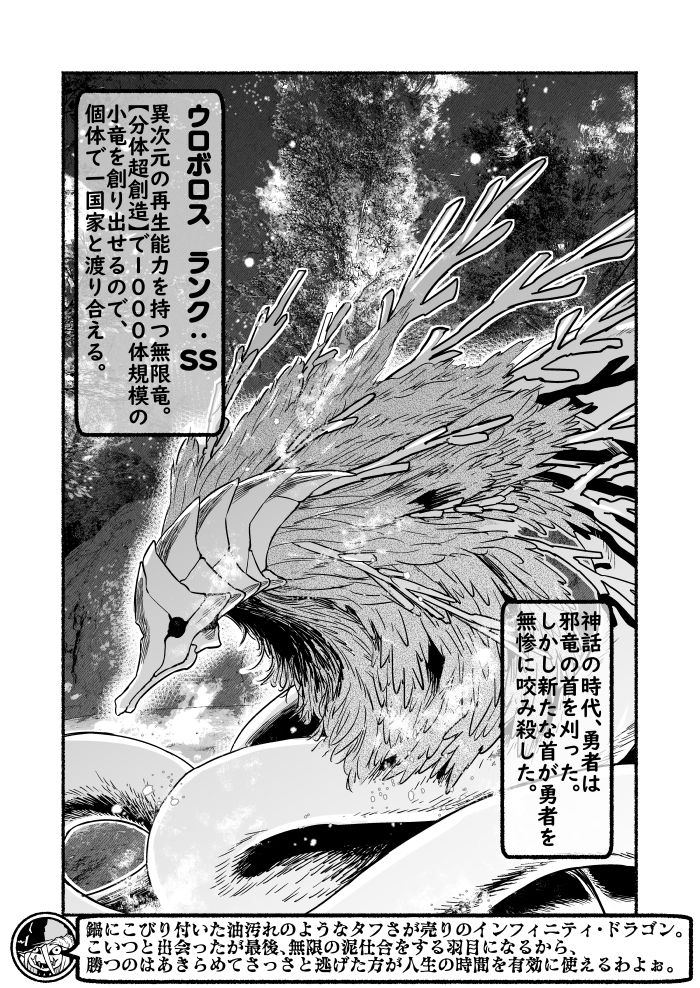 ウロボロス　ランク：SS
異次元の再生能力を持つ無限竜。
【分体超創造】で1000体規模の
小竜を創り出せるので、
個体で一国家と渡り合える。
神話の時代、勇者は
邪竜の首を刈った。
しかし新たな首が勇者を
無惨に咬み殺した。
鍋にこびり付いた油汚れのようなタフさが売りのインフィニティ・ドラゴン。
こいつと出会ったが最後、無限の泥仕合をする羽目になるから、
勝つのはあきらめてさっさと逃げた方が人生の時間を有効に使えるわよぉ。